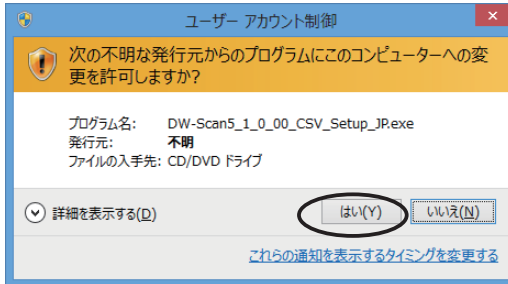 ユーザー アカウント制御
次の不明な発行元からのプログラムにこのコンピューターへの変
更を許可しますか?
プログラム名: DW-Scan5_1_0_00_CSV_Setup_JP.exe
発行元: 不明
ファイルの入手先: CD/DVD ドライブ
詳細を表示する(D) はい(Y) いいえ(N)
これらの通知を表示するタイミングを変更する